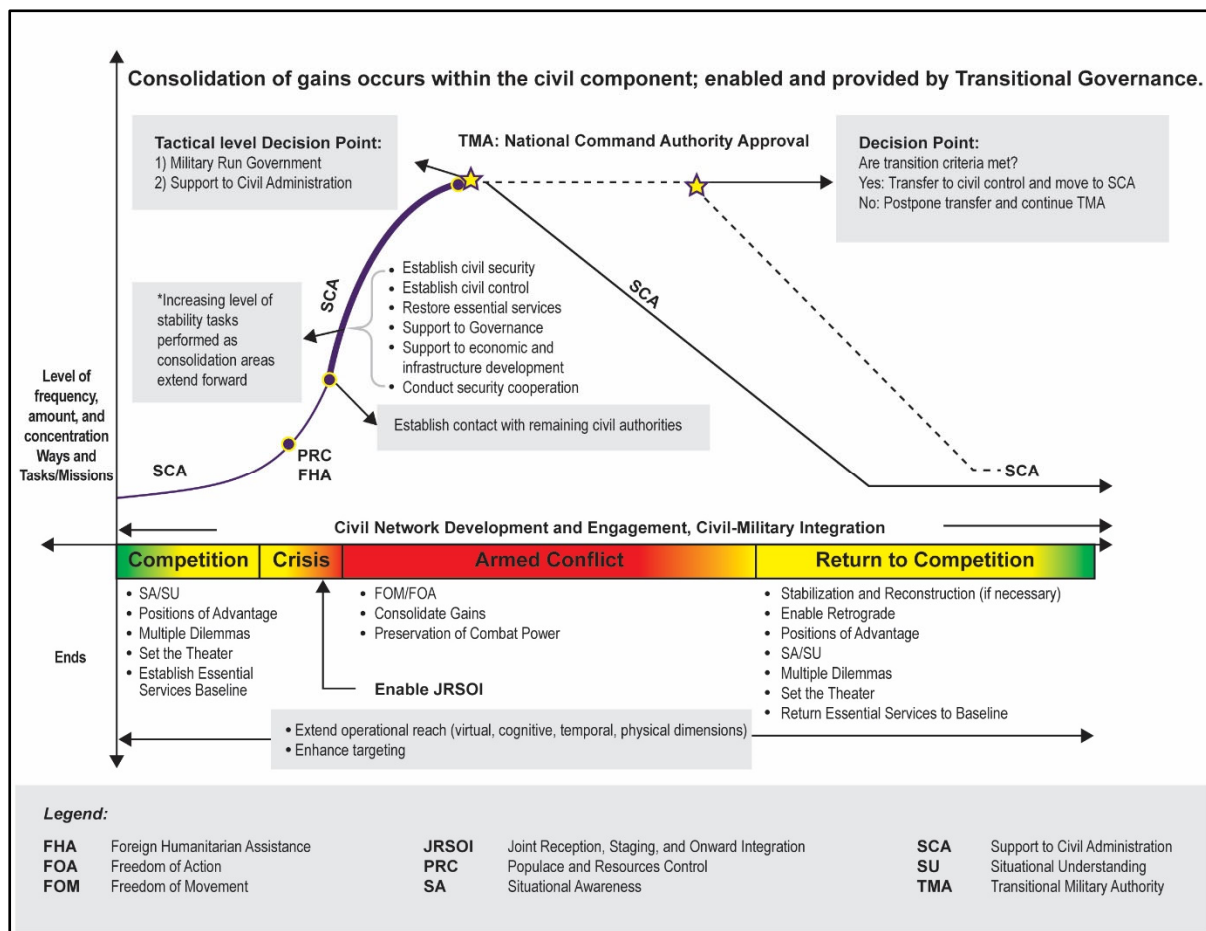 Consolidation of gains occurs within the civil component; enabled and provided by Transitional Governance.
Tactical level Decision Point:
1) Military Run Government
2) Support to Civil Administration
TMA: National Command Authority Approval
Decision Point:
Are transition criteria met?
Yes: Transfer to civil control and move to SCA
No: Postpone transfer and continue TMA
*Increasing level of
stability tasks
performed as
consolidation areas
extend forward
SCA
• Establish civil security
• Establish civil control
• Restore essential services
• Support to Governance
• Support to economic and
infrastructure development
• Conduct security cooperation
SCA
Establish contact with remaining civil authorities
Level of
frequency,
amount, and
concentration
Ways and
Tasks/Missions
SCA
PRC
FHA
SCA
Civil Network Development and Engagement, Civil-Military Integration
Competition
Crisis
Armed Conflict
Return to Competition
Ends
• SA/SU
• Positions of Advantage
• Multiple Dilemmas
• Set the Theater
• Establish Essential
Services Baseline
Enable JRSOI
• FOM/FOA
• Consolidate Gains
• Preservation of Combat Power
• Stabilization and Reconstruction (if necessary)
• Enable Retrograde
• Positions of Advantage
• SA/SU
• Multiple Dilemmas
• Set the Theater
• Return Essential Services to Baseline
• Extend operational reach (virtual, cognitive, temporal, physical dimensions)
• Enhance targeting
Legend:
FHA Foreign Humanitarian Assistance
FOA Freedom of Action
FOM Freedom of Movement
JRSOI Joint Reception, Staging, and Onward Integration
PRC Populace and Resources Control
SA Situational Awareness
SCA Support to Civil Administration
SU Situational Understanding
TMA Transitional Military Authority